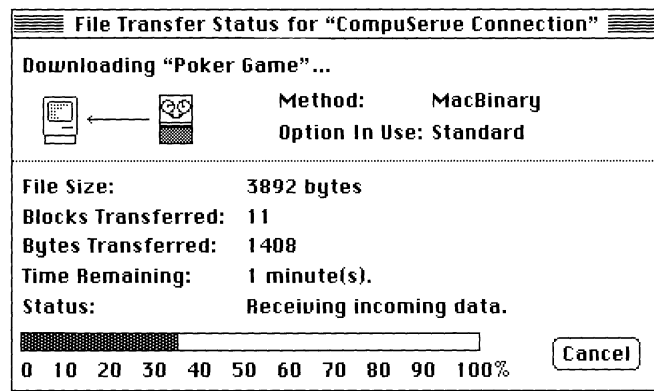 File Transfer Status for “CompuServe Connection”
Downloading “Poker Game”...
Method: MacBinary
Option In Use: Standard
File Size: 3892 bytes
Blocks Transferred: 11
Bytes Transferred: 1408
Time Remaining: 1 minute(s).
Status: Receiving incoming data.
Cancel
0 10 20 30 40 50 60 70 80 90 100%